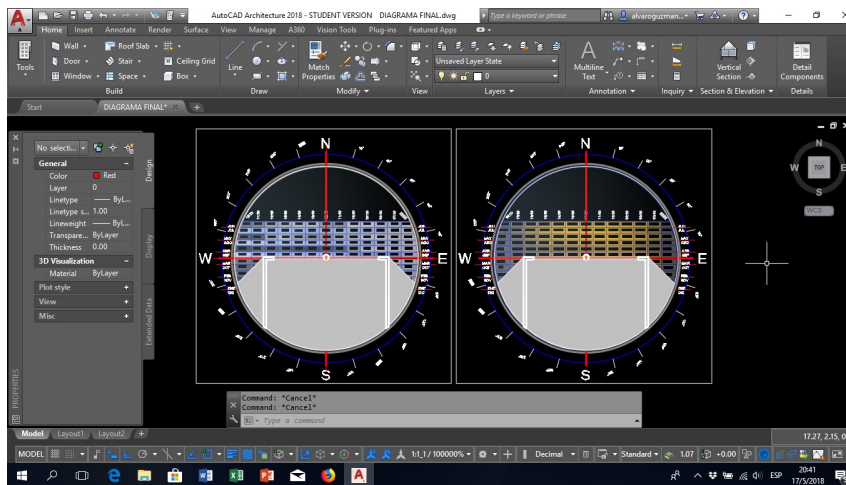 AutoCAD Architecture 2018 - STUDENT VERSION DIAGRAMA FINAL.dwg
Type a keyword or phrase
alvaroguzman...
Home Insert Annotate Render Surface View Manage A360 Vision Tools Plug-ins Featured Apps
Tools
Wall
Door
Window
Roof Slab
Stair
Space
Ceiling Grid
Box
Build
Line
Draw
Match Properties
Modify
View
Unsaved Layer State
0
Layers
Multiline Text
Annotation
Inquiry
Vertical Section
Section & Elevation
Detail Components
Details
Start
DIAGRAMA FINAL*
No selecti...
General
Color Red
Layer 0
Linetype ByL...
Linetype s... 1.00
Lineweight ByL...
Transpare... ByLayer
Thickness 0.00
3D Visualization
Material ByLayer
Plot style
View
Misc
Design
Display
Extended Data
PROPERTIES
N
W E
S
N
W E
S
N
W TOP E
S
WCS
Command: *Cancel*
Command: *Cancel*
Type a command
Model Layout1 Layout2
17.27, 2.15, 0
MODEL
1:1_1 / 100000%
Decimal
Standard
1.07
+0.00
ESP
20:41
17/5/2018